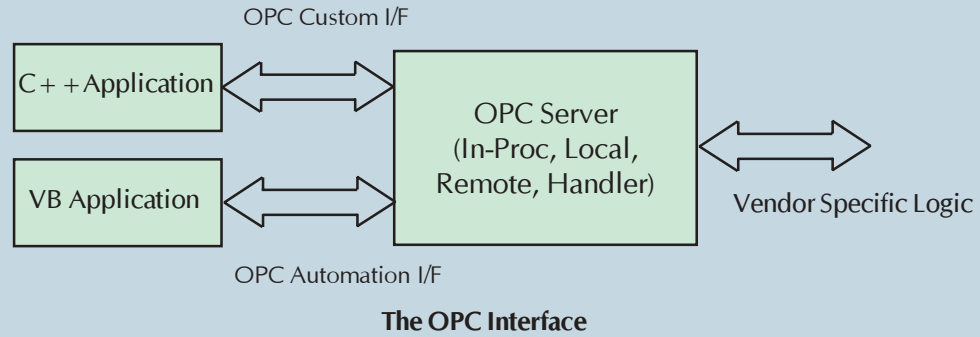 OPC Custom I/F
C++Application
OPC Server
(In-Proc, Local,
Remote, Handler)
VB Application
Vendor Specific Logic
OPC Automation I/F
The OPC Interface